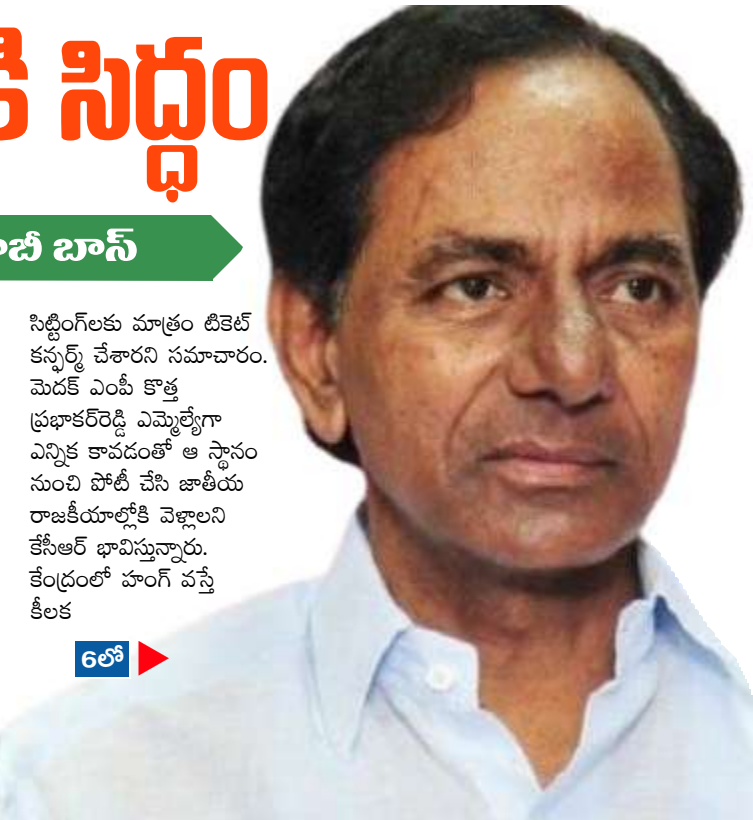 సిద్ధం
బాస్
సిట్టింగ్‌లకు మాత్రం టికెట్
కన్ఫర్మ్ చేశారని సమాచారం.
మెదక్ ఎంపీ కొత్త
ప్రభాకర్‌రెడ్డి ఎమ్మెల్యేగా
ఎన్నిక కావడంతో ఆ స్థానం
నుంచి పోటీ చేసి జాతీయ
రాజకీయాల్లోకి వెళ్లాలని
కేసీఆర్ భావిస్తున్నారు.
కేంద్రంలో హంగ్ వస్తే
కీలక
6లో